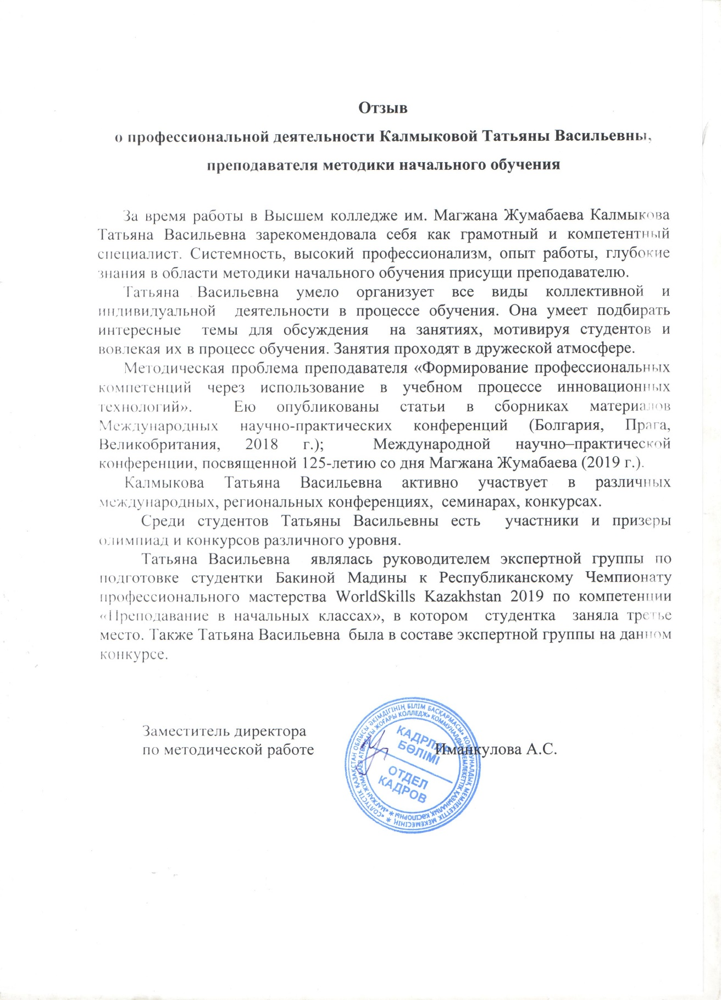 Отзыв
о профессиональной деятельности Калмыковой Татьяны Васильевны,
преподавателя методики начального обучения
За время работы в Высшем колледже им. Магжана Жумабаева Калмыкова
Татьяна Васильевна зарекомендовала себя как грамотный и компетентный
специалист. Системность, высокий профессионализм, опыт работы, глубокие
знания в области методики начального обучения присущи преподавателю.
Татьяна Васильевна умело организует все виды коллективной и
индивидуальной деятельности в процессе обучения. Она умеет подбирать
интересные темы для обсуждения на занятиях, мотивируя студентов и
вовлекая их в процесс обучения. Занятия проходят в дружеской атмосфере.
Методическая проблема преподавателя «Формирование профессиональных
компетенций через использование в учебном процессе инновационных
технологий». Ею опубликованы статьи в сборниках материалов
Международных научно-практических конференций (Болгария, Прага,
Великобритания, 2018 г.); Международной научно–практической
конференции, посвященной 125-летию со дня Магжана Жумабаева (2019 г.).
Калмыкова Татьяна Васильевна активно участвует в различных
международных, региональных конференциях, семинарах, конкурсах.
Среди студентов Татьяны Васильевны есть участники и призеры
олимпиад и конкурсов различного уровня.
Татьяна Васильевна являлась руководителем экспертной группы по
подготовке студентки Бакиной Мадины к Республиканскому Чемпионату
профессионального мастерства WorldSkills Kazakhstan 2019 по компетенции
«Преподавание в начальных классах», в котором студентка заняла третье
место. Также Татьяна Васильевна была в составе экспертной группы на данном
конкурсе.
Заместитель директора
по методической работе Иманкулова А.С.
«СОЛТҮСТІК ҚАЗАҚСТАН ОБЛЫСЫ ӘКІМДІГІНІҢ БІЛІМ БАСҚАРМАСЫ» КОММУНАЛДЫҚ МЕМЛЕКЕТТІК МЕКЕМЕСІНІҢ
«МАҒЖАН ЖҰМАБАЕВ АТЫНДАҒЫ ЖОҒАРЫ КОЛЛЕДЖ» КОММУНАЛДЫҚ МЕМЛЕКЕТТІК ҚАЗЫНАЛЫҚ КӘСІПОРНЫ
КАДРЛАР
БӨЛІМІ
ОТДЕЛ
КАДРОВ